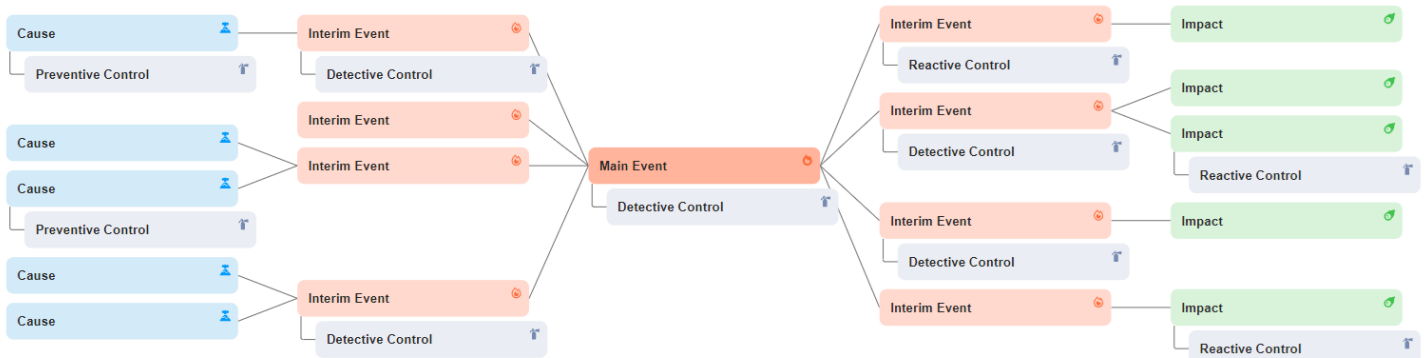 Cause
Preventive Control
Cause
Cause
Preventive Control
Cause
Cause
Interim Event
Detective Control
Interim Event
Interim Event
Interim Event
Detective Control
Main Event
Detective Control
Interim Event
Reactive Control
Interim Event
Detective Control
Interim Event
Detective Control
Interim Event
Impact
Impact
Impact
Reactive Control
Impact
Impact
Reactive Control